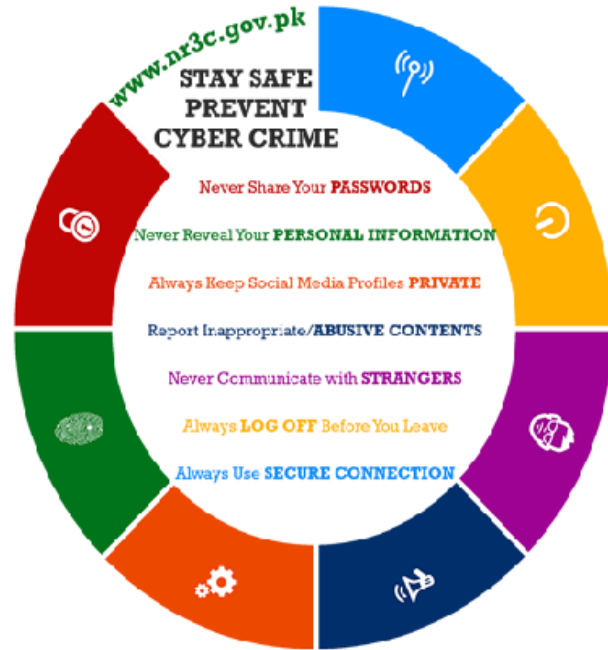 www.nr3c.gov.pk
STAY SAFE
PREVENT
CYBER CRIME
Never Share Your PASSWORDS
Never Reveal Your PERSONAL INFORMATION
Always Keep Social Media Profiles PRIVATE
Report Inappropriate/ABUSIVE CONTENTS
Never Communicate with STRANGERS
Always LOG OFF Before You Leave
Always Use SECURE CONNECTION